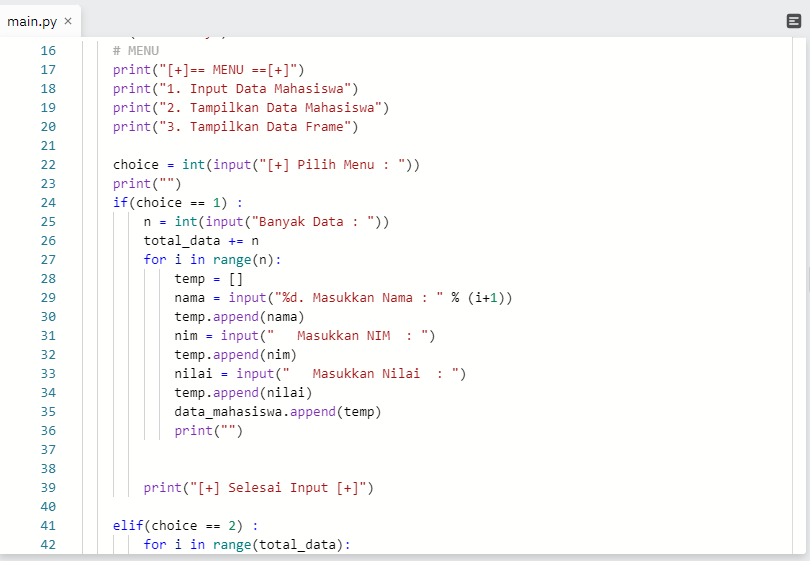 main.py ×
16 # MENU
17 print("[+]== MENU ==[+]")
18 print("1. Input Data Mahasiswa")
19 print("2. Tampilkan Data Mahasiswa")
20 print("3. Tampilkan Data Frame")
21
22 choice = int(input("[+] Pilih Menu : "))
23 print("")
24 if(choice == 1) :
25 n = int(input("Banyak Data : "))
26 total_data += n
27 for i in range(n):
28 temp = []
29 nama = input("%d. Masukkan Nama : " % (i+1))
30 temp.append(nama)
31 nim = input("   Masukkan NIM  : ")
32 temp.append(nim)
33 nilai = input("   Masukkan Nilai  : ")
34 temp.append(nilai)
35 data_mahasiswa.append(temp)
36 print("")
37
38
39 print("[+] Selesai Input [+]")
40
41 elif(choice == 2) :
42 for i in range(total_data):